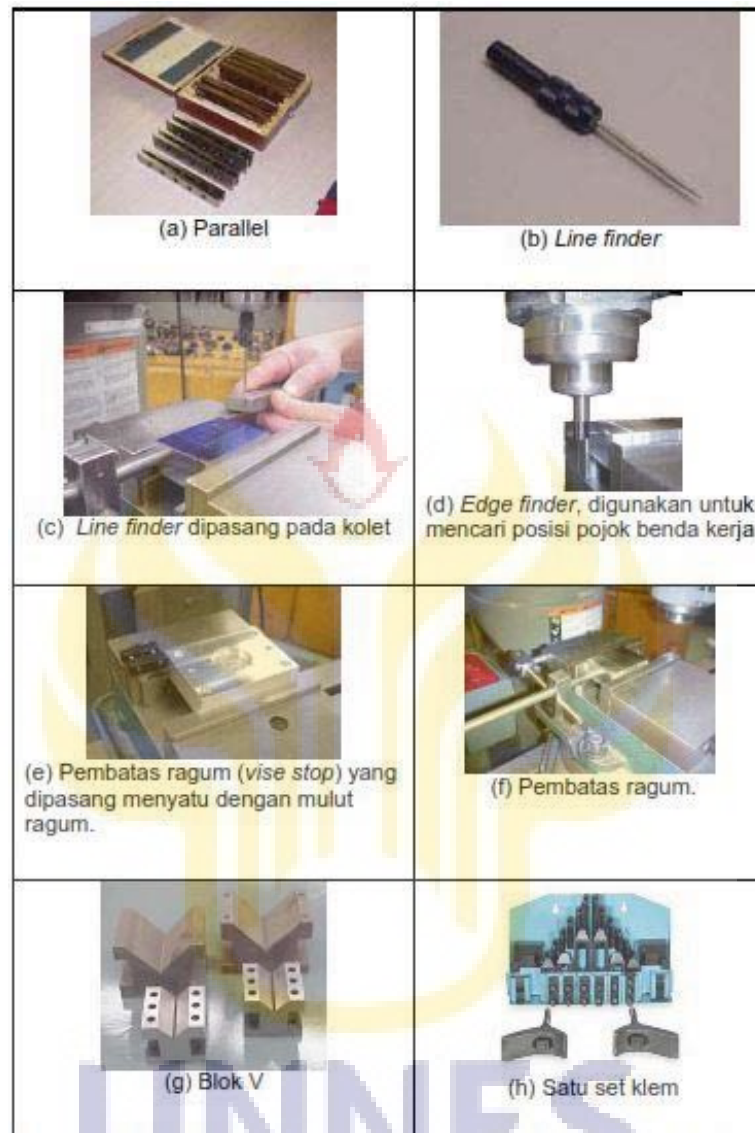 (a) Parallel
(b) Line finder
(c) Line finder dipasang pada kolet
(d) Edge finder, digunakan untuk
mencari posisi pojok benda kerja
(e) Pembatas ragum (vise stop) yang
dipasang menyatu dengan mulut
ragum.
(f) Pembatas ragum.
(g) Blok V
(h) Satu set klem
UNNES